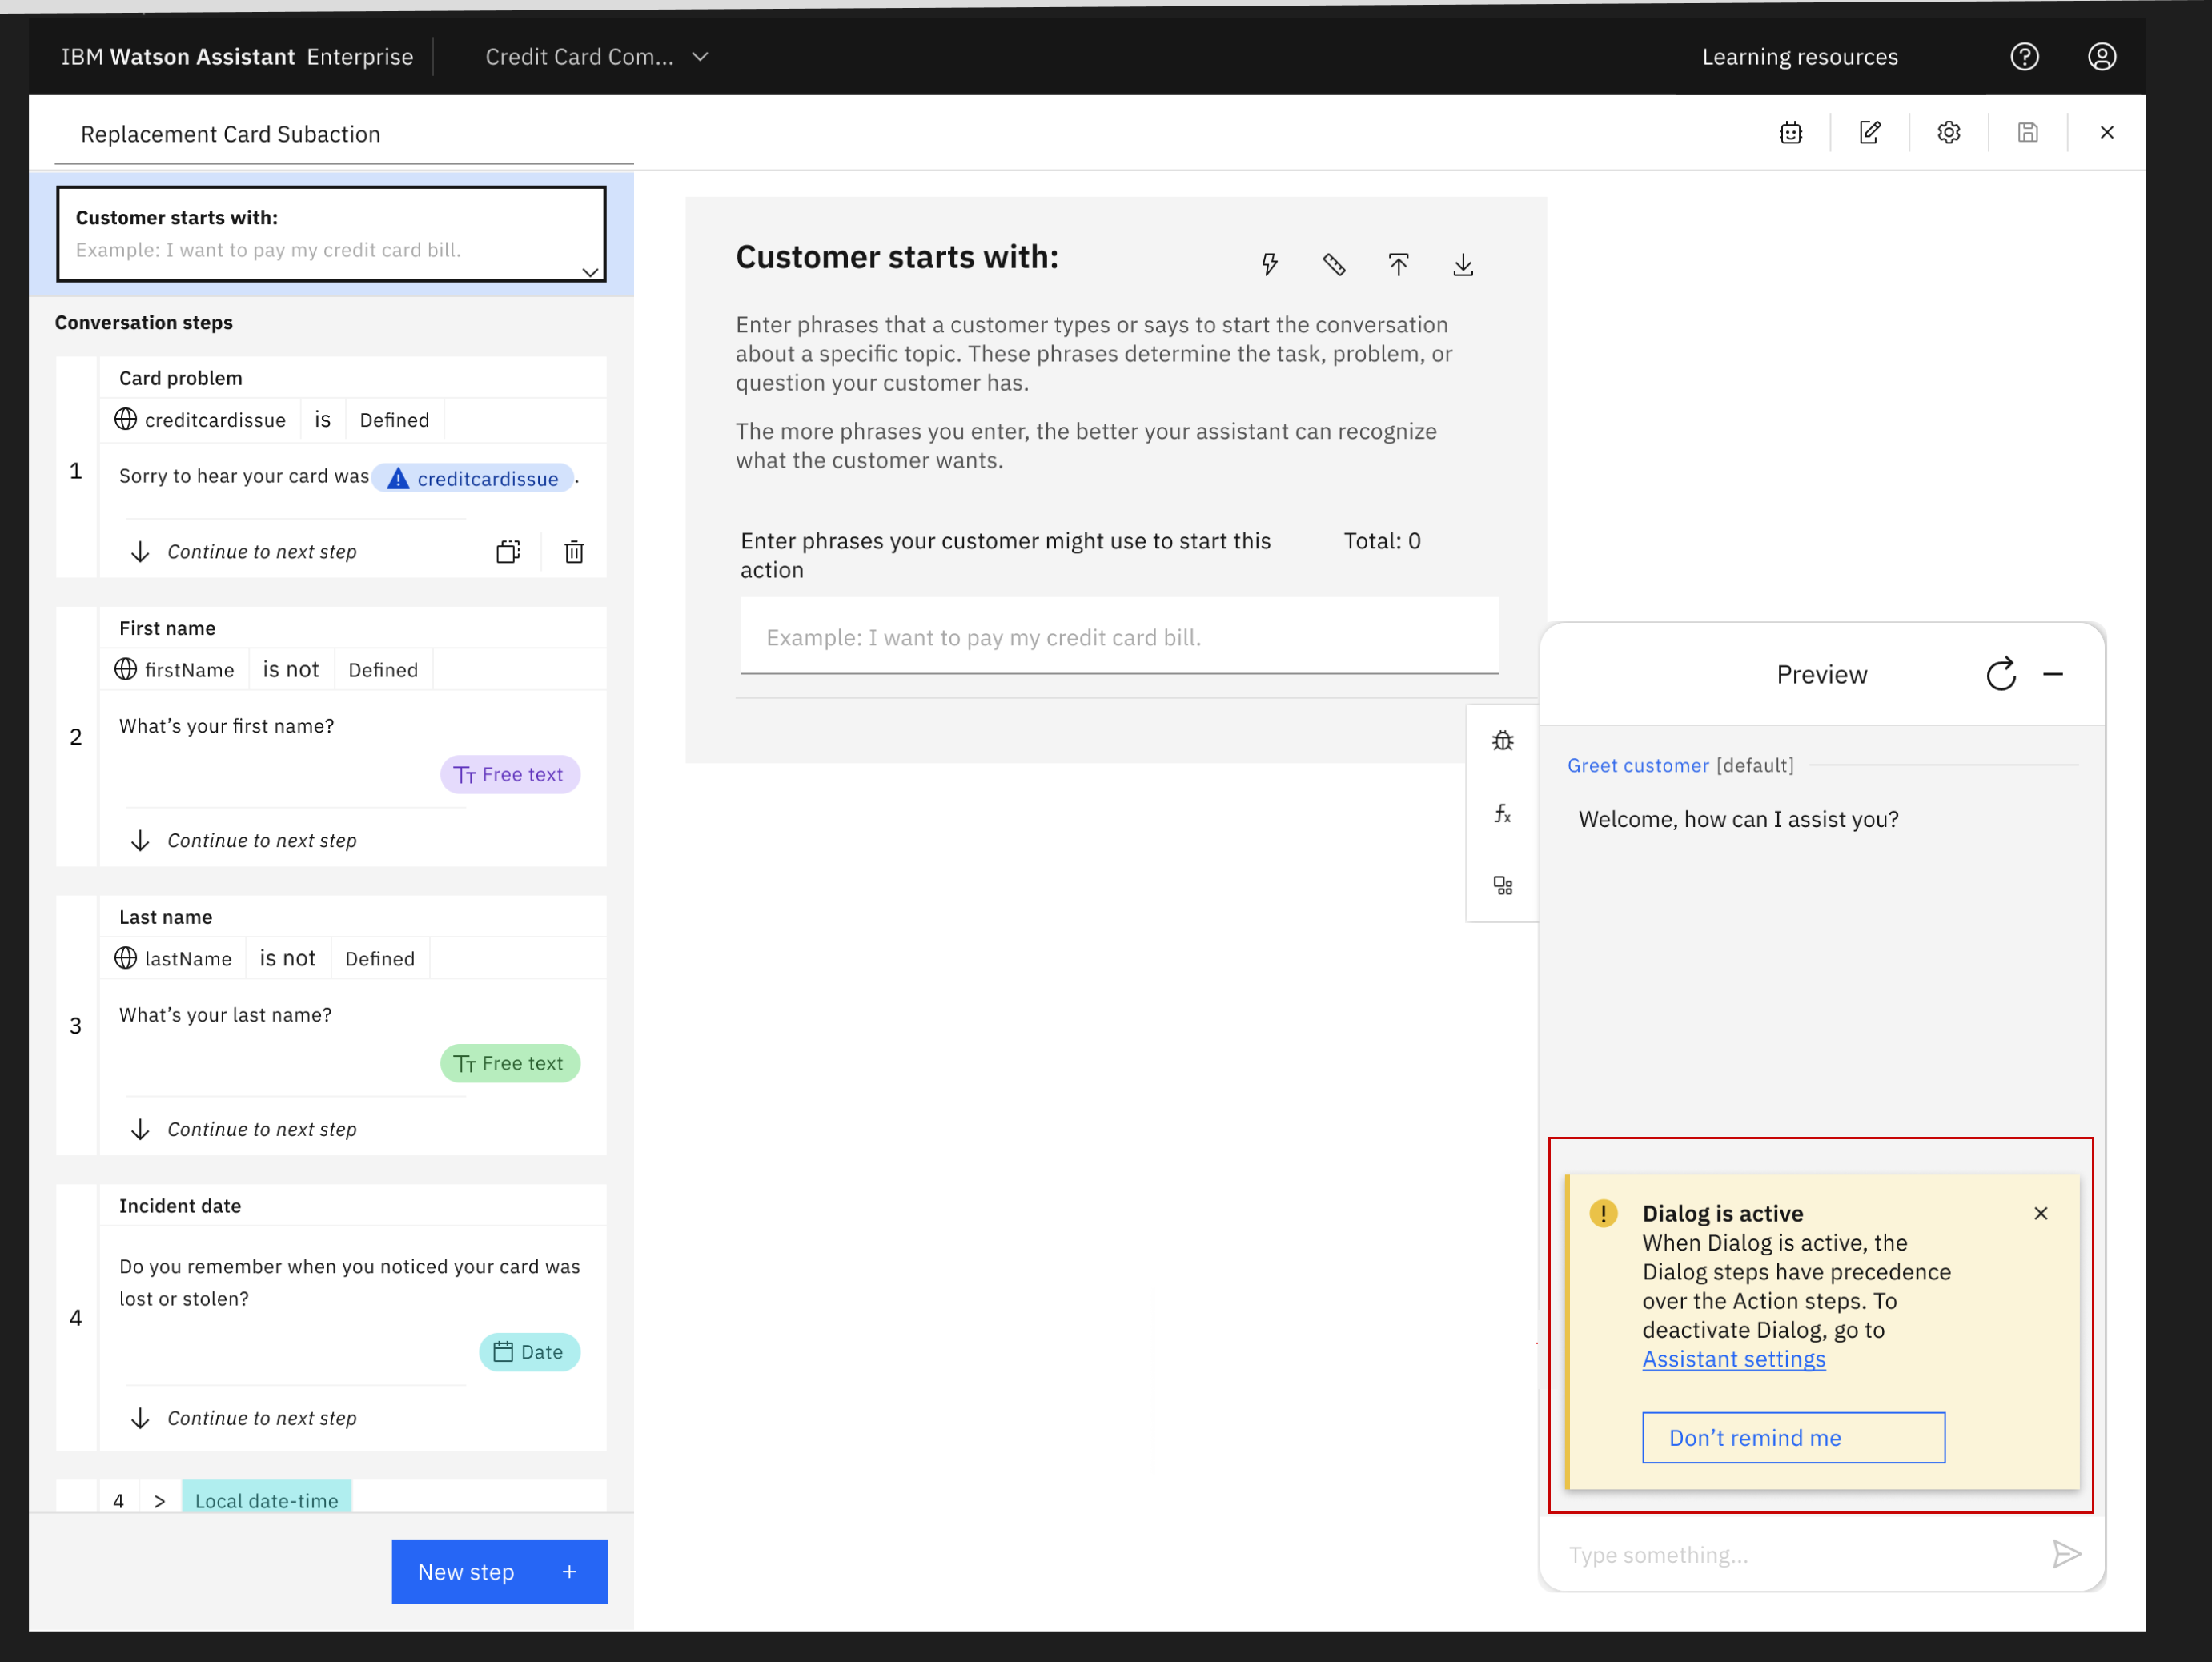 IBM Watson Assistant Enterprise
Credit Card Com...
Learning resources
Replacement Card Subaction
Customer starts with:
Example: I want to pay my credit card bill.
Conversation steps
1
Card problem
creditcardissue is Defined
Sorry to hear your card was creditcardissue .
Continue to next step
2
First name
firstName is not Defined
What’s your first name?
Free text
Continue to next step
3
Last name
lastName is not Defined
What’s your last name?
Free text
Continue to next step
4
Incident date
Do you remember when you noticed your card was
lost or stolen?
Date
Continue to next step
4 > Local date-time
New step +
Customer starts with:
Enter phrases that a customer types or says to start the conversation
about a specific topic. These phrases determine the task, problem, or
question your customer has.
The more phrases you enter, the better your assistant can recognize
what the customer wants.
Enter phrases your customer might use to start this
action
Total: 0
Example: I want to pay my credit card bill.
Preview
Greet customer [default]
Welcome, how can I assist you?
Dialog is active
When Dialog is active, the
Dialog steps have precedence
over the Action steps. To
deactivate Dialog, go to
Assistant settings
Don’t remind me
Type something...